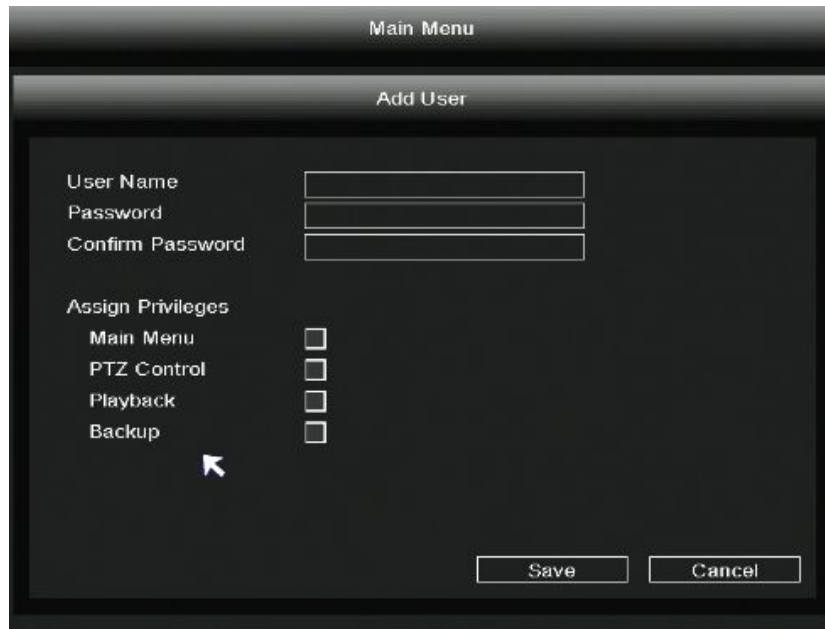 Main Menu
Add User
User Name
Password
Confirm Password
Assign Privileges
Main Menu
PTZ Control
Playback
Backup
Save Cancel